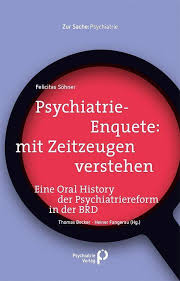 Zur Sache: Psychiatrie
Felicitas Söhner
Psychiatrie-
Enquete:
mit Zeitzeugen
verstehen
Eine Oral History
der Psychiatriereform
in der BRD
Thomas Becker · Heiner Fangerau (Hg.)
Psychiatrie
Verlag